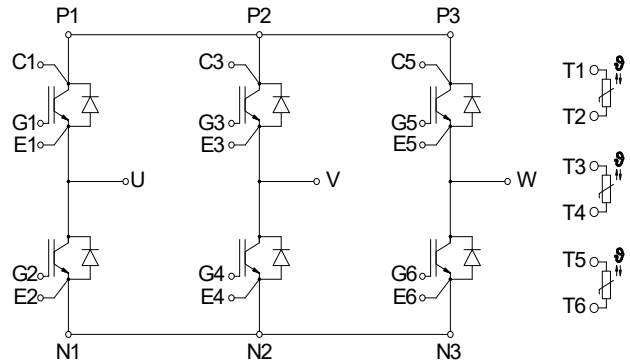 P1 P2 P3
C1 C3 C5
G1 G3 G5
E1 E3 E5
U V W
G2 G4 G6
E2 E4 E6
N1 N2 N3
T1 ϑ
T2
T3 ϑ
T4
T5 ϑ
T6